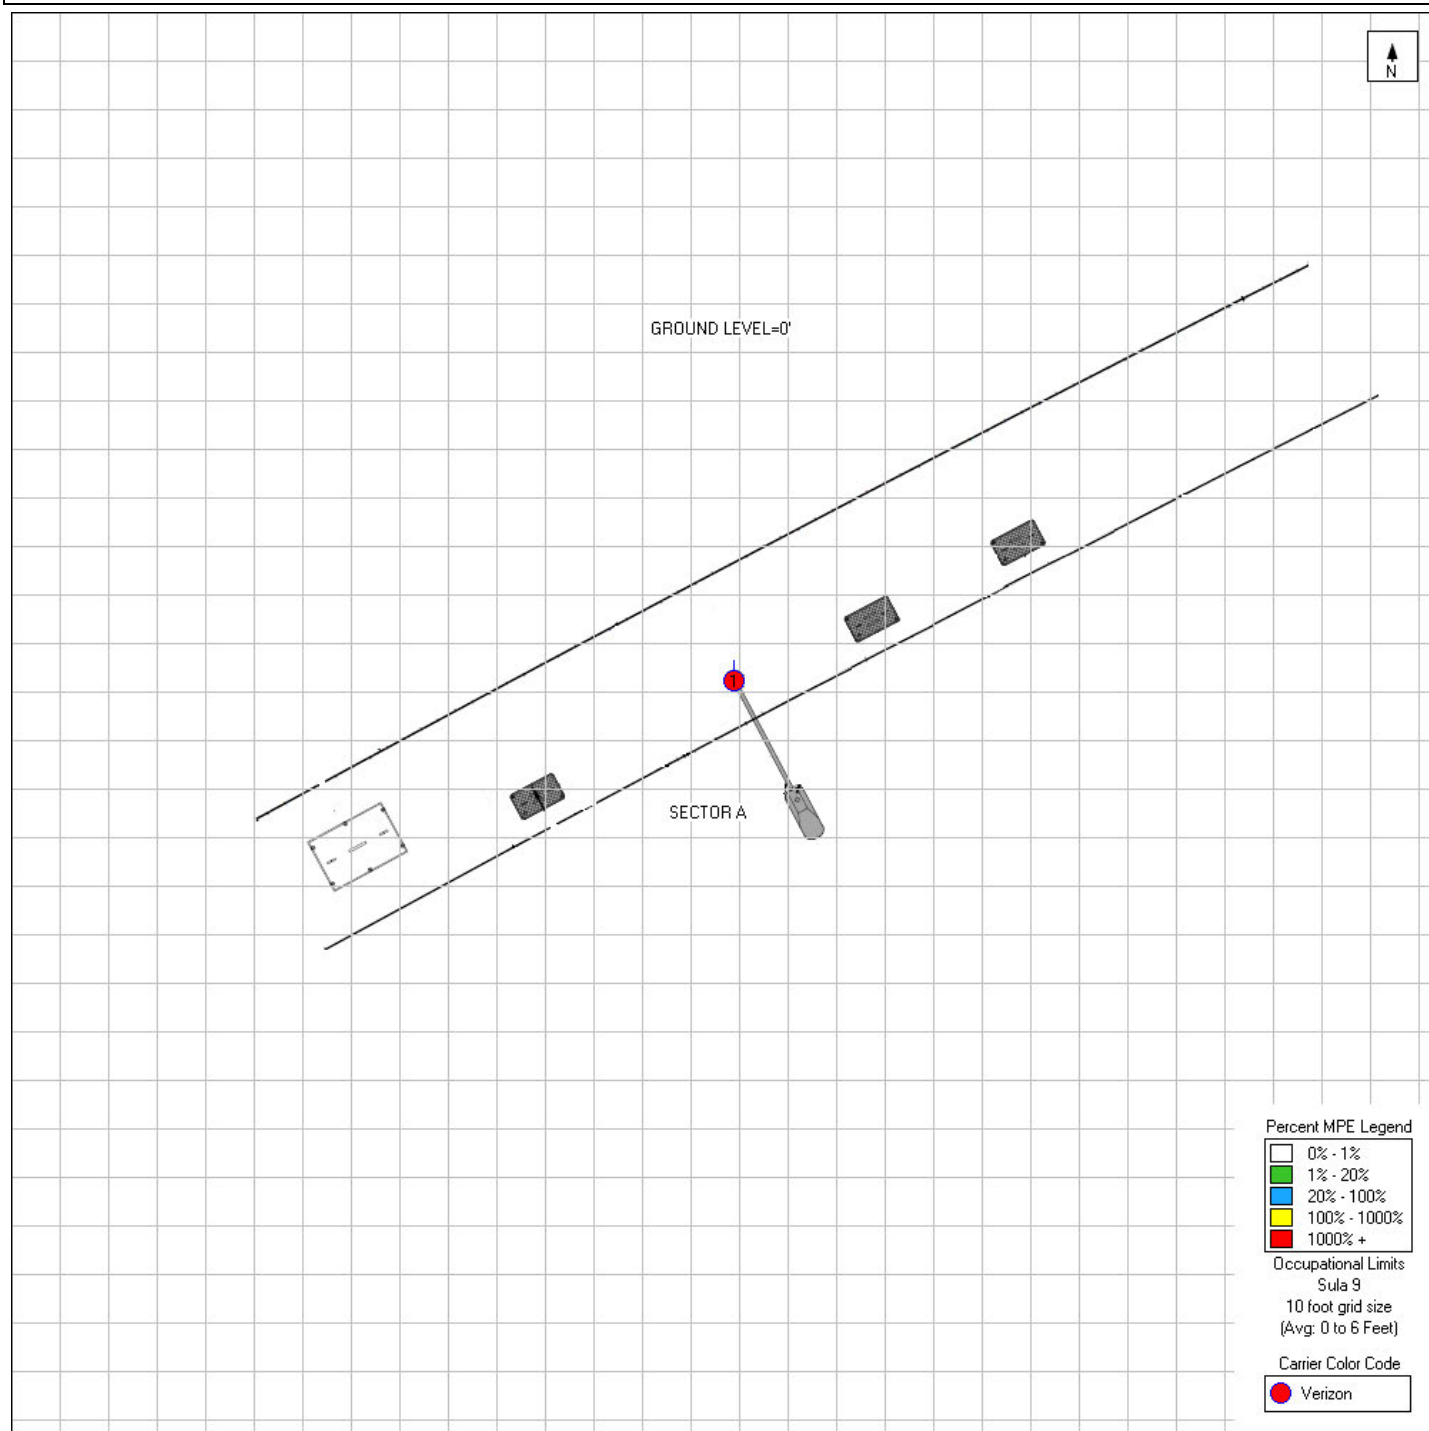 N
GROUND LEVEL=0'
1
SECTOR A
Percent MPE Legend
0% - 1%
1% - 20%
20% - 100%
100% - 1000%
1000% +
Occupational Limits
Sula 9
10 foot grid size
(Avg: 0 to 6 Feet)
Carrier Color Code
Verizon